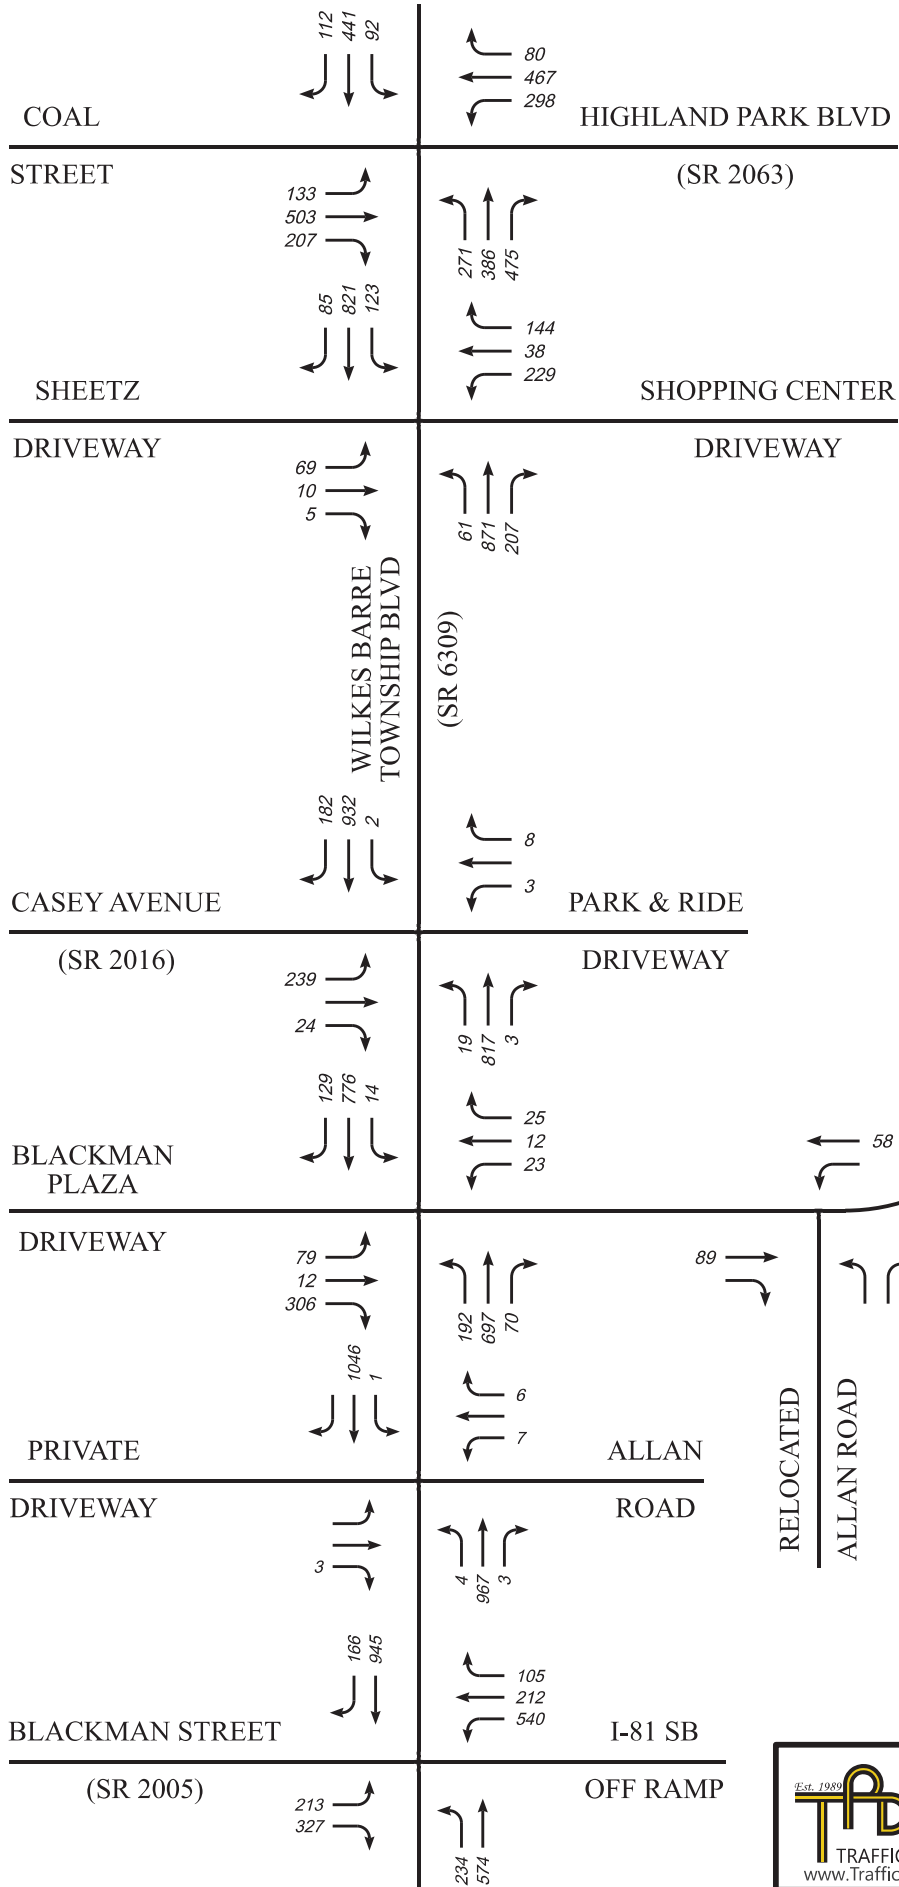 112 441 92
80
467
298
COAL
HIGHLAND PARK BLVD
STREET
(SR 2063)
133
503
207
271 386 475
85 821 123
144
38
229
SHEETZ
SHOPPING CENTER
DRIVEWAY
DRIVEWAY
69
10
5
61 871 207
WILKES BARRE
TOWNSHIP BLVD
(SR 6309)
182 932 2
8
3
CASEY AVENUE
PARK & RIDE
(SR 2016)
DRIVEWAY
239
24
19 817 3
129 776 14
25
12
23
58
BLACKMAN
PLAZA
DRIVEWAY
79
12
306
192 697 70
89
1046 1
6
7
PRIVATE
ALLAN
RELOCATED
ALLAN ROAD
DRIVEWAY
ROAD
3
4 967 3
166 945
105
212
540
BLACKMAN STREET
I-81 SB
(SR 2005)
OFF RAMP
213
327
234 574
Est. 1989
TPD
TRAFFIC
www.Traffic